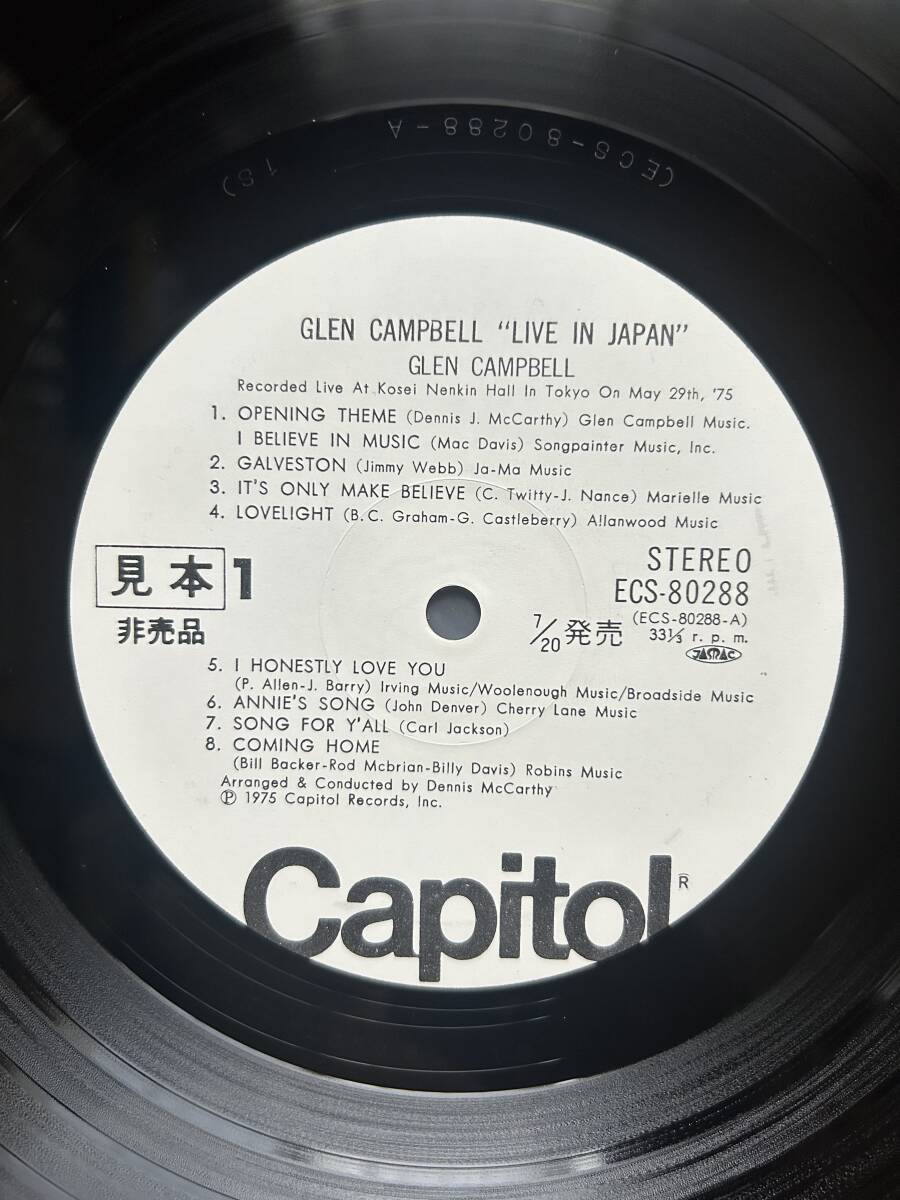 (ECS-80288-A 1S)
GLEN CAMPBELL "LIVE IN JAPAN"
GLEN CAMPBELL
Recorded Live At Kosei Nenkin Hall In Tokyo On May 29th, '75
1. OPENING THEME (Dennis J. McCarthy) Glen Campbell Music.
I BELIEVE IN MUSIC (Mac Davis) Songpainter Music, Inc.
2. GALVESTON (Jimmy Webb) Ja-Ma Music
3. IT'S ONLY MAKE BELIEVE (C. Twitty-J. Nance) Marielle Music
4. LOVELIGHT (B.C. Graham-G. Castleberry) Allanwood Music
見本 1
非売品
STEREO
ECS-80288
(ECS-80288-A)
7/20 発売 33⅓ r. p. m.
JASRAC
5. I HONESTLY LOVE YOU
(P. Allen-J. Barry) Irving Music/Woolenough Music/Broadside Music
6. ANNIE'S SONG (John Denver) Cherry Lane Music
7. SONG FOR Y'ALL (Carl Jackson)
8. COMING HOME
(Bill Backer-Rod Mcbrian-Billy Davis) Robins Music
Arranged & Conducted by Dennis McCarthy
℗ 1975 Capitol Records, Inc.
Capitol R